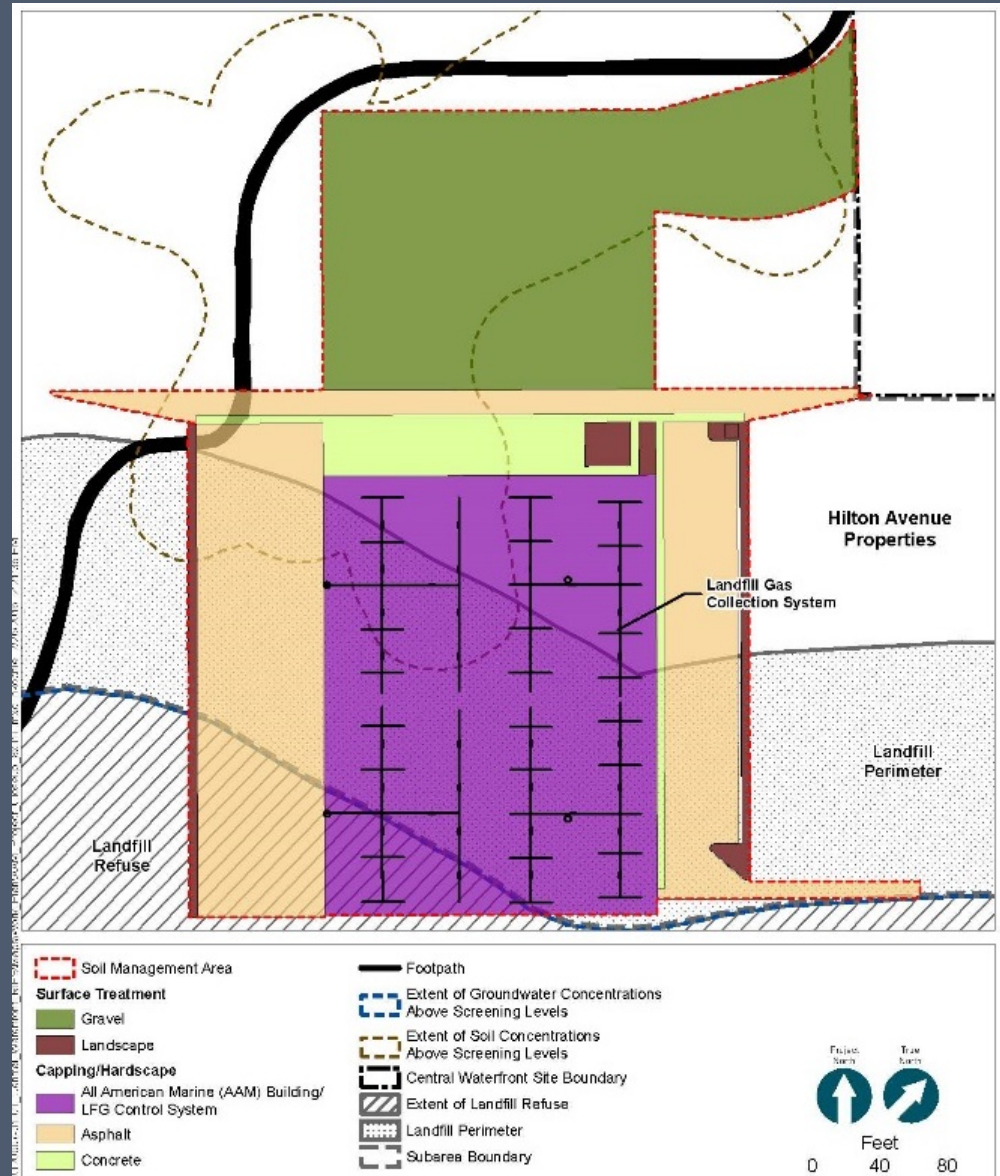 Hilton Avenue
Properties
Landfill Gas
Collection System
Landfill
Perimeter
Landfill
Refuse
Soil Management Area
Surface Treatment
Gravel
Landscape
Capping/Hardscape
All American Marine (AAM) Building/
LFG Control System
Asphalt
Concrete
Footpath
Extent of Groundwater Concentrations
Above Screening Levels
Extent of Soil Concentrations
Above Screening Levels
Central Waterfront Site Boundary
Extent of Landfill Refuse
Landfill Perimeter
Subarea Boundary
Project
North
True
North
Feet
0 40 80